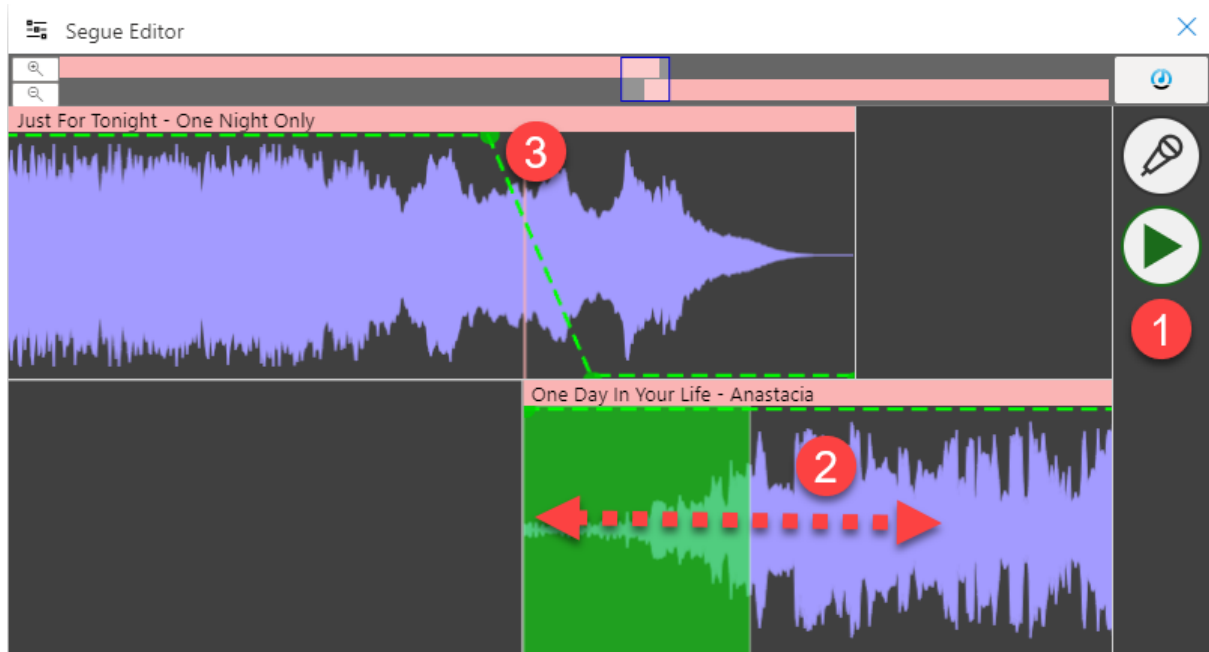 Segue Editor
Just For Tonight - One Night Only
3
1
One Day In Your Life - Anastacia
2